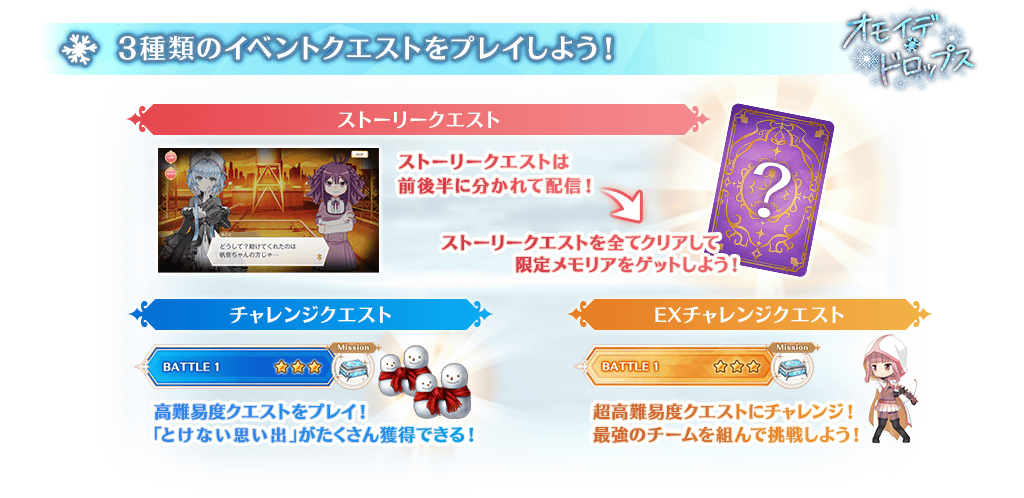 3種類のイベントクエストをプレイしよう！
オモイデ
ドロップス
ストーリークエスト
ストーリークエストは
前後半に分かれて配信！
どうして？助けてくれたのは
帆奈ちゃんの方じゃ…
?
ストーリークエストを全てクリアして
限定メモリアをゲットしよう！
チャレンジクエスト
Mission
BATTLE 1
高難易度クエストをプレイ！
「とけない思い出」がたくさん獲得できる！
EXチャレンジクエスト
Mission
BATTLE 1
超高難易度クエストにチャレンジ！
最強のチームを組んで挑戦しよう！